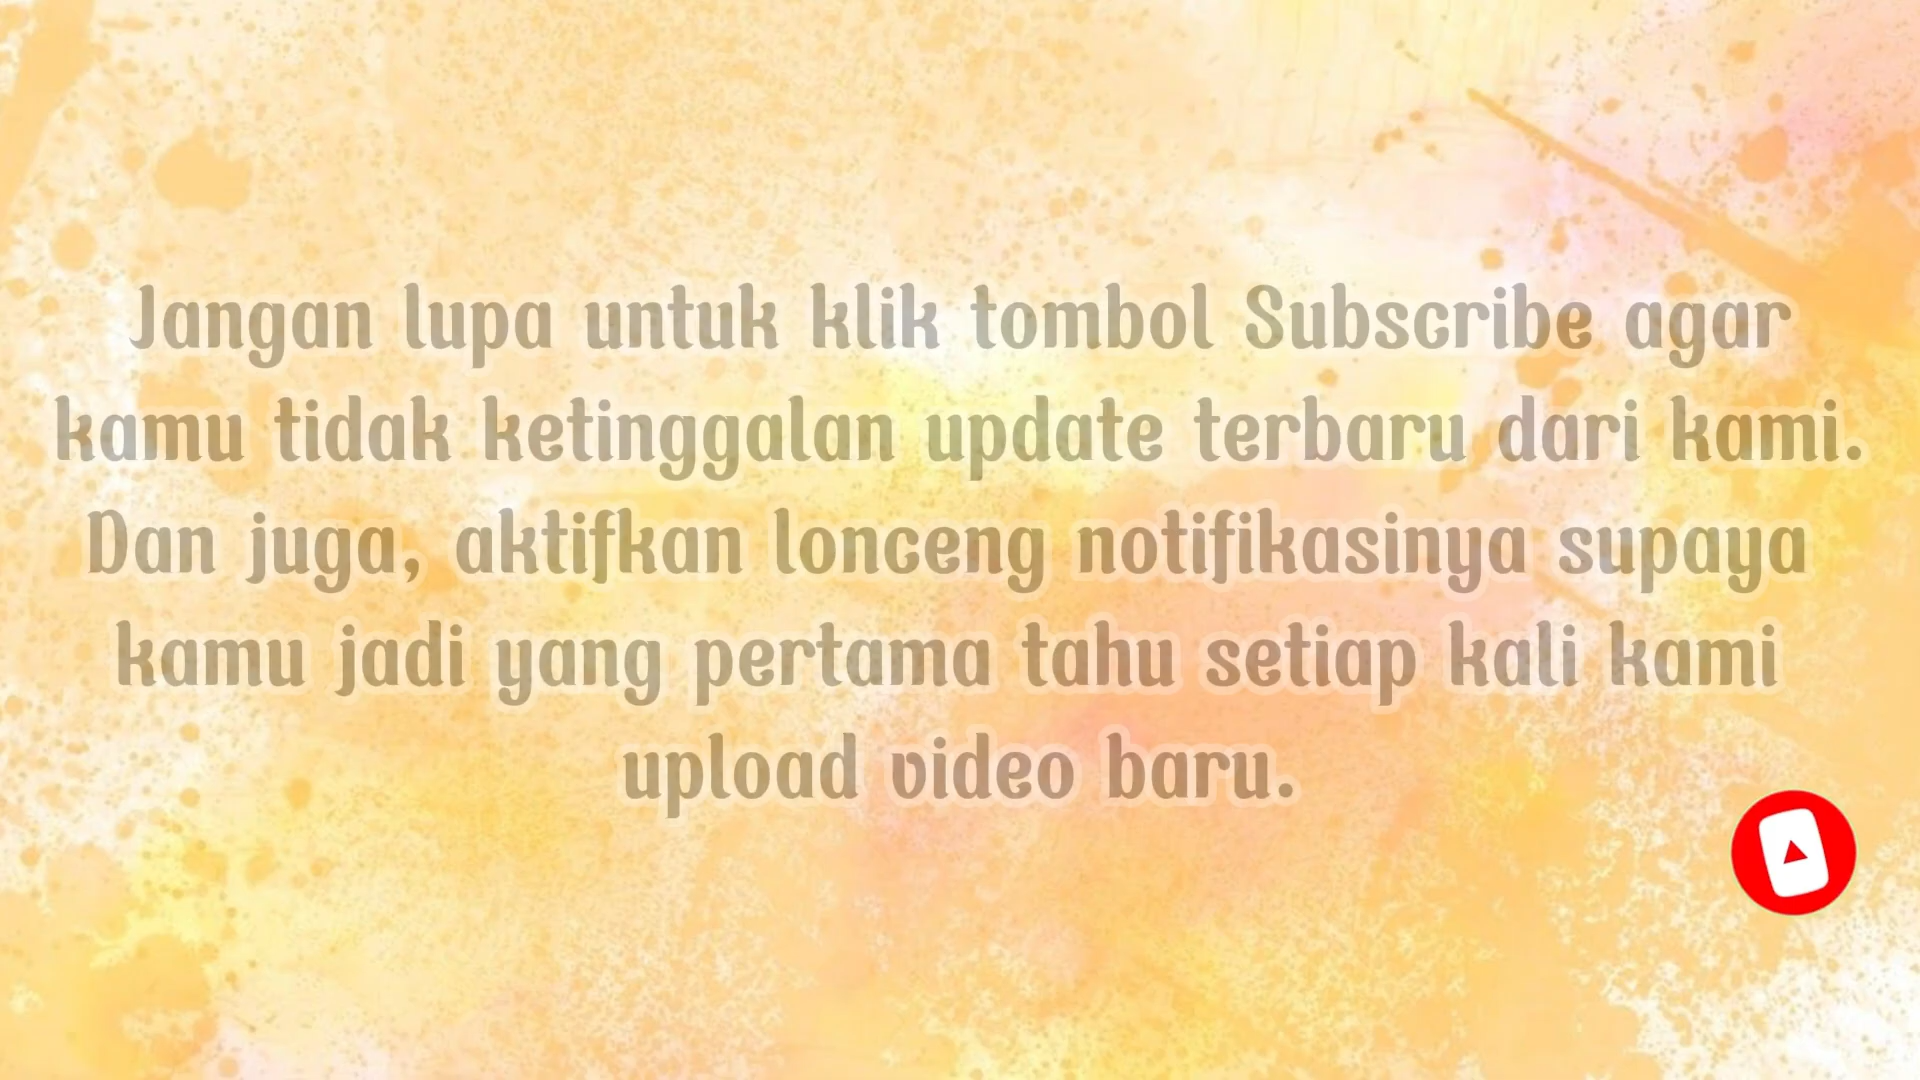 Jangan lupa untuk klik tombol Subscribe agar
kamu tidak ketinggalan update terbaru dari kami.
Dan juga, aktifkan lonceng notifikasinya supaya
kamu jadi yang pertama tahu setiap kali kami
upload video baru.